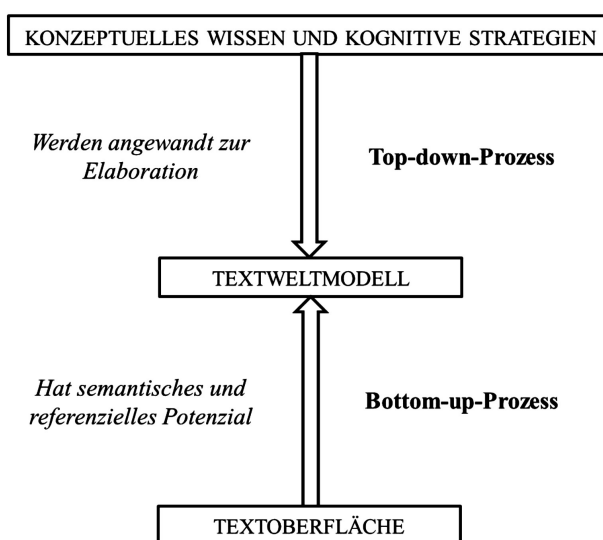 KONZEPTUELLES WISSEN UND KOGNITIVE STRATEGIEN
Werden angewandt zur
Elaboration
Top-down-Prozess
TEXTWELTMODELL
Hat semantisches und
referenzielles Potenzial
Bottom-up-Prozess
TEXTOBERFLÄCHE